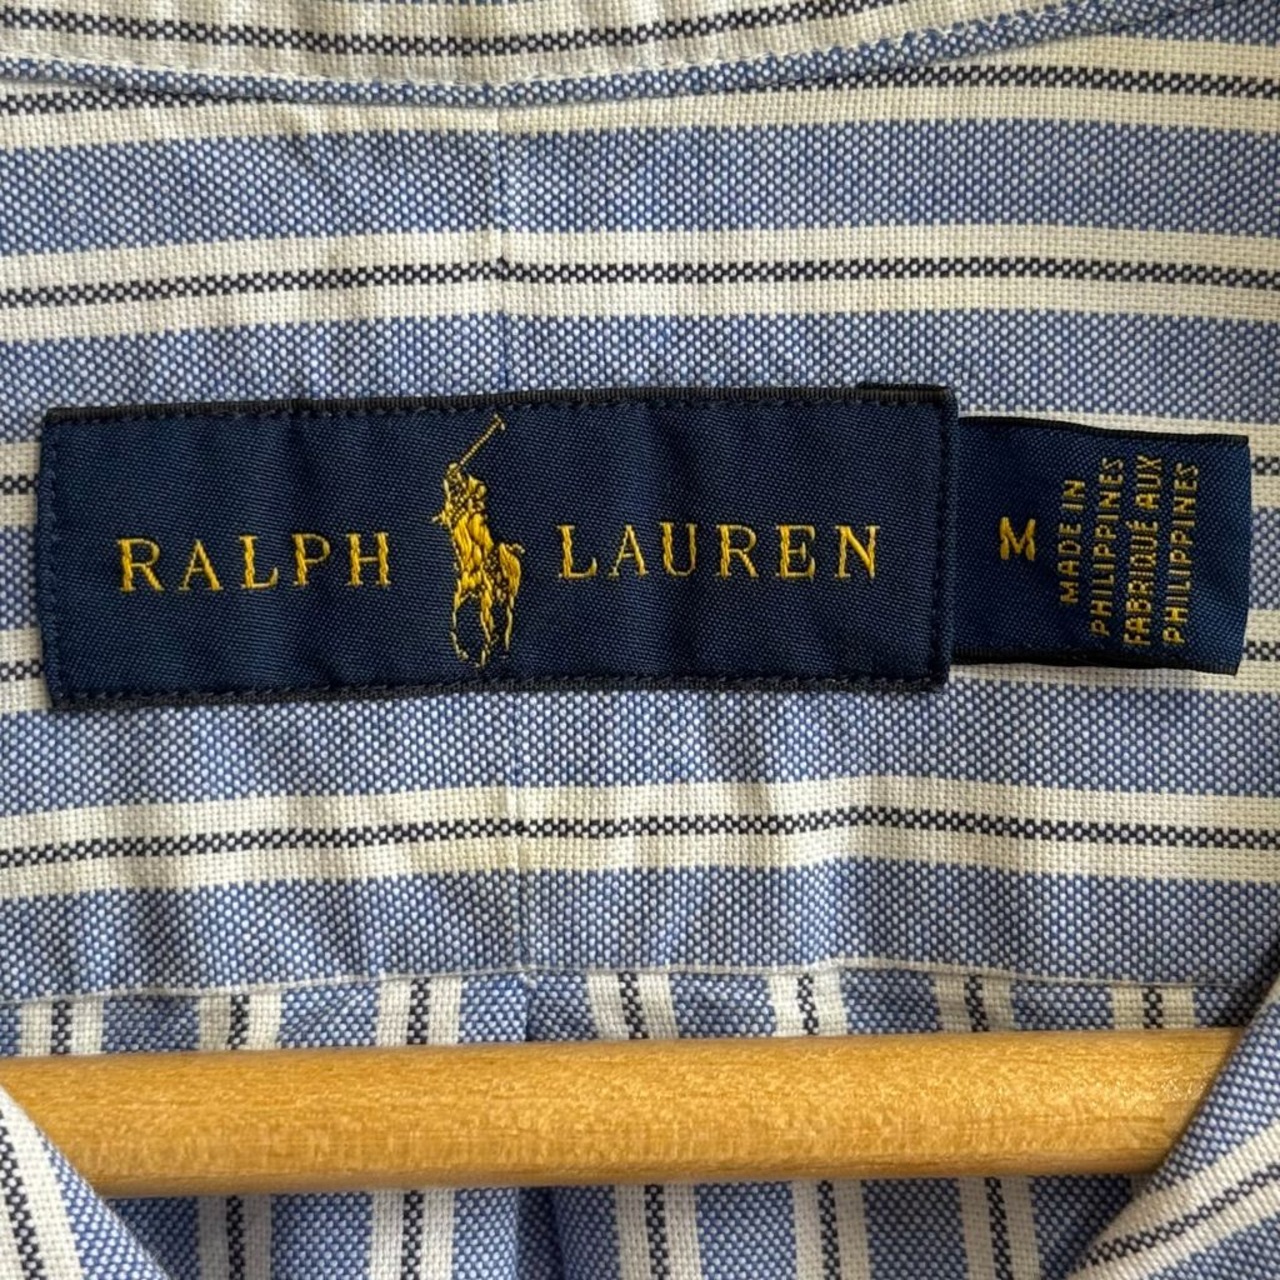 RALPH LAUREN
M
MADE IN
PHILIPPINES
FABRIQUÉ AUX
PHILIPPINES